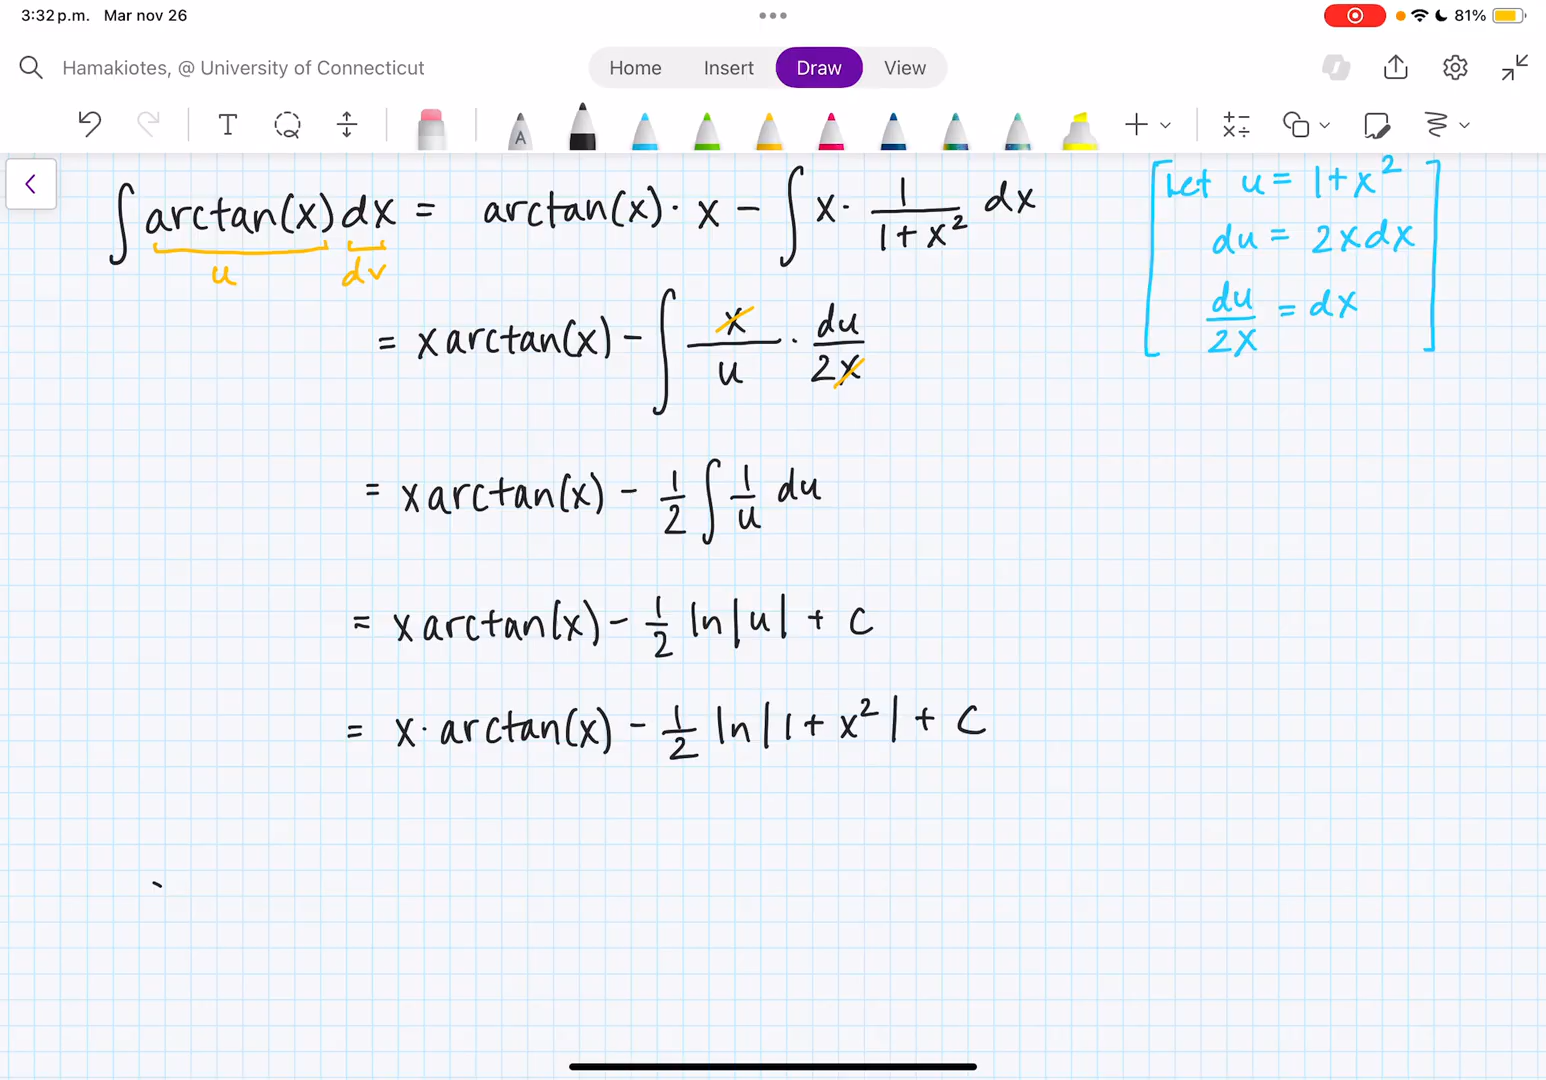 3:32 p.m. Mar nov 26
81%
Hamakiotes, @ University of Connecticut
Home Insert Draw View
T A
∫ arctan(x) dx = arctan(x) · x − ∫ x · 1/(1+x²) dx
u dv
Let u = 1+x²
du = 2xdx
du/2x = dx
= x arctan(x) − ∫ x/u · du/2x
= x arctan(x) − 1/2 ∫ 1/u du
= x arctan(x) − 1/2 ln|u| + C
= x · arctan(x) − 1/2 ln|1 + x²| + C